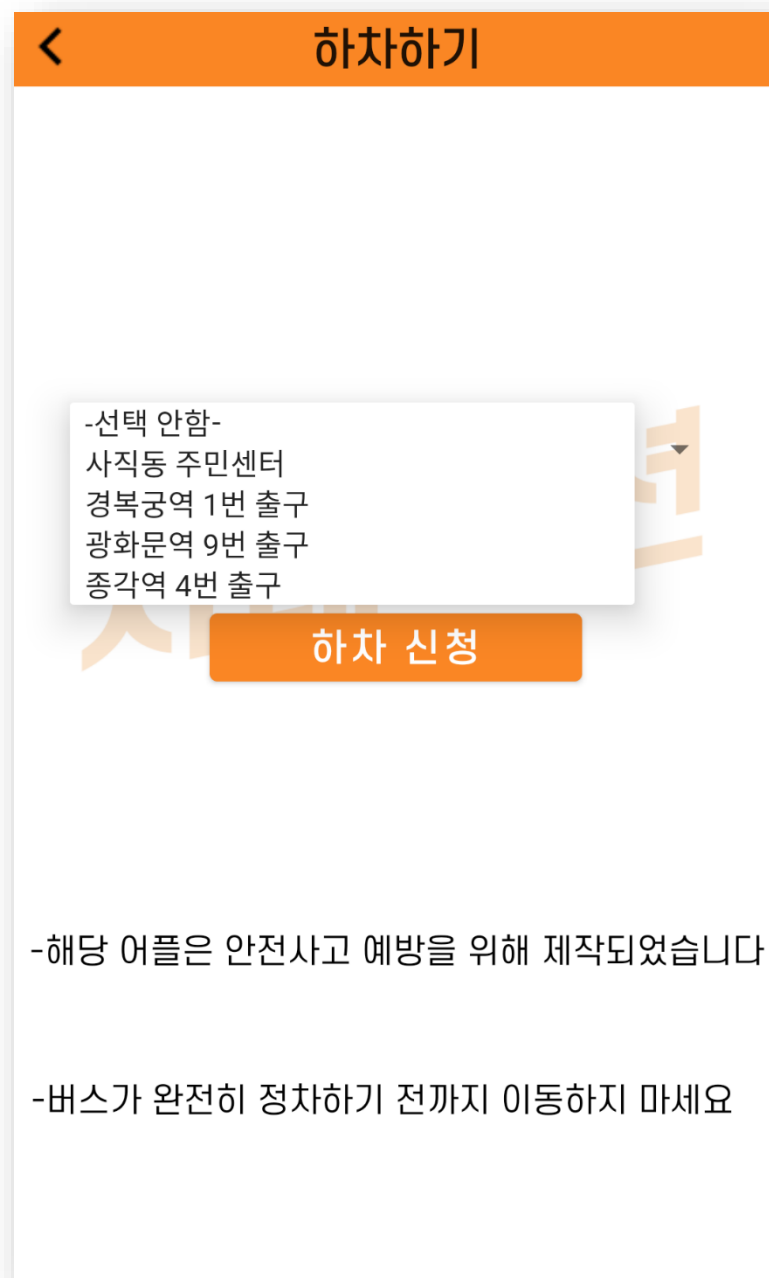 하차하기
-선택 안함-
사직동 주민센터
경복궁역 1번 출구
광화문역 9번 출구
종각역 4번 출구
하차 신청
-해당 어플은 안전사고 예방을 위해 제작되었습니다
-버스가 완전히 정차하기 전까지 이동하지 마세요